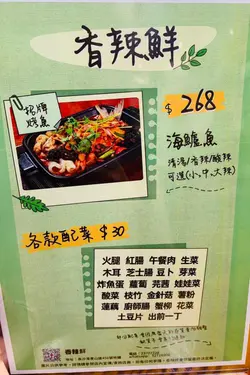 香辣鮮
招牌
烤魚
$268
海鱸魚
清湯/香辣/酸辣
可選(小,中,大辣)
各款配菜 $30
火腿 紅腸 午餐肉 生菜
木耳 芝士腸 豆卜 芽菜
炸魚蛋 蘿蔔 芫茜 娃娃菜
酸菜 枝竹 金針菇 薯粉
蓮藕 廚師腸 蟹柳 花菜
土豆片 出前一丁
香辣鮮